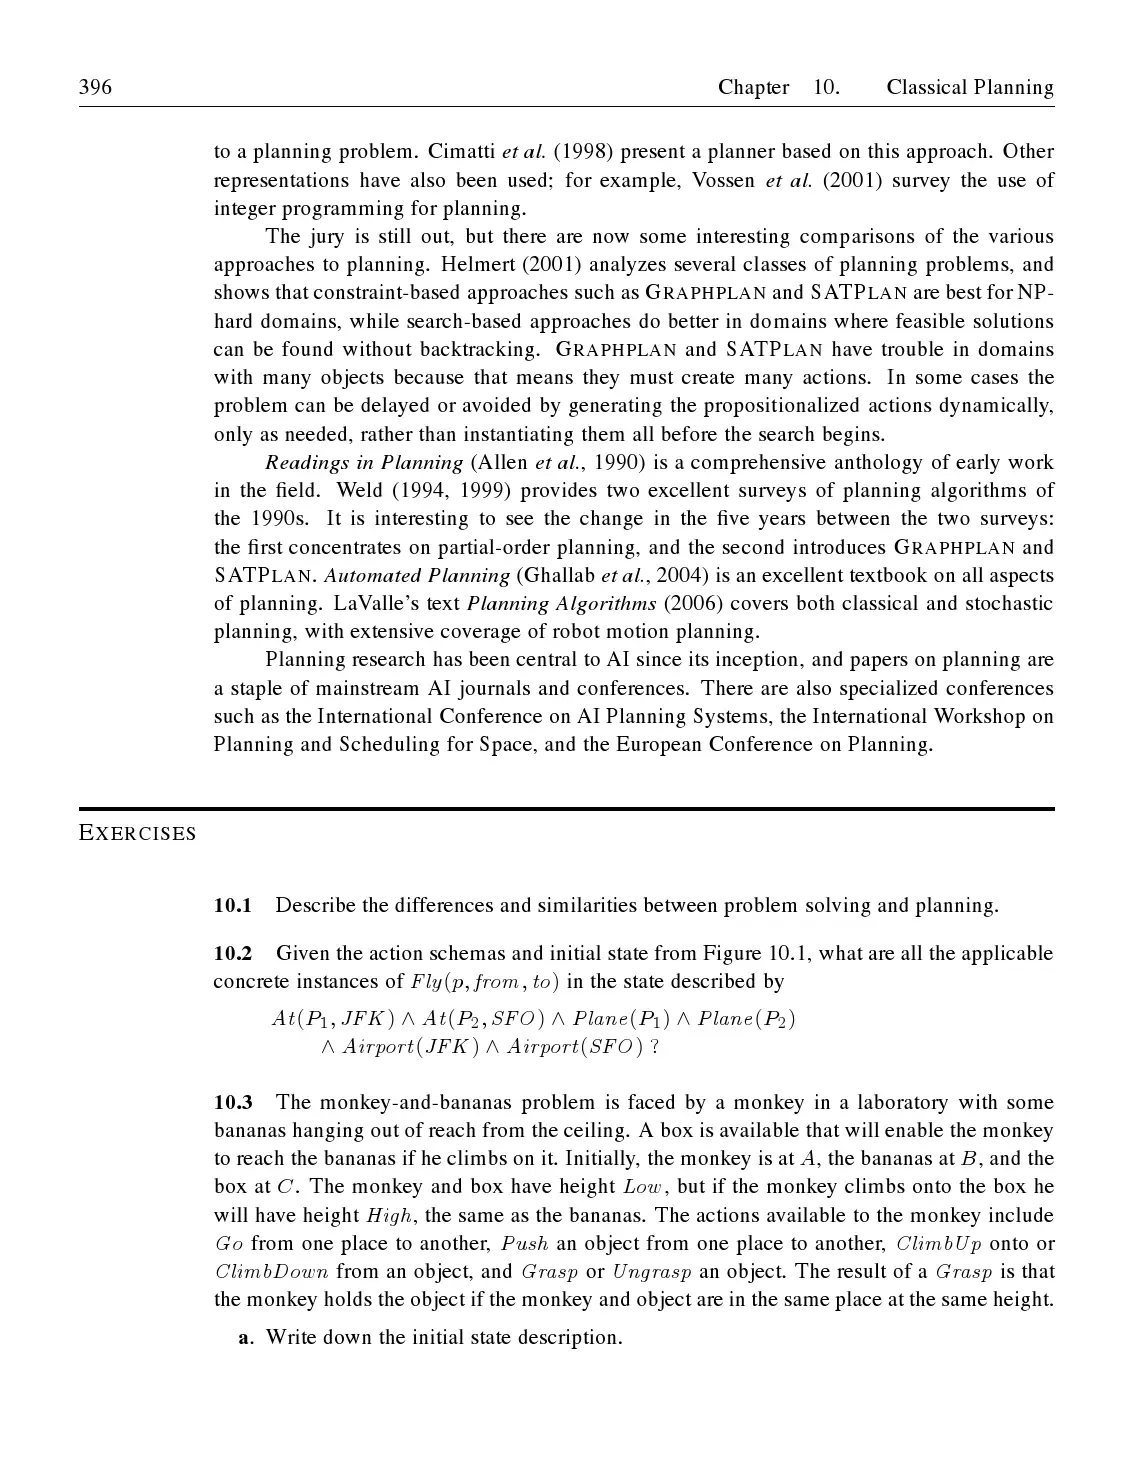 396 Chapter 10. Classical Planning
to a planning problem. Cimatti et al. (1998) present a planner based on this approach. Other
representations have also been used; for example, Vossen et al. (2001) survey the use of
integer programming for planning.
The jury is still out, but there are now some interesting comparisons of the various
approaches to planning. Helmert (2001) analyzes several classes of planning problems, and
shows that constraint-based approaches such as GRAPHPLAN and SATPLAN are best for NP-
hard domains, while search-based approaches do better in domains where feasible solutions
can be found without backtracking. GRAPHPLAN and SATPLAN have trouble in domains
with many objects because that means they must create many actions. In some cases the
problem can be delayed or avoided by generating the propositionalized actions dynamically,
only as needed, rather than instantiating them all before the search begins.
Readings in Planning (Allen et al., 1990) is a comprehensive anthology of early work
in the field. Weld (1994, 1999) provides two excellent surveys of planning algorithms of
the 1990s. It is interesting to see the change in the five years between the two surveys:
the first concentrates on partial-order planning, and the second introduces GRAPHPLAN and
SATPLAN. Automated Planning (Ghallab et al., 2004) is an excellent textbook on all aspects
of planning. LaValle's text Planning Algorithms (2006) covers both classical and stochastic
planning, with extensive coverage of robot motion planning.
Planning research has been central to AI since its inception, and papers on planning are
a staple of mainstream AI journals and conferences. There are also specialized conferences
such as the International Conference on AI Planning Systems, the International Workshop on
Planning and Scheduling for Space, and the European Conference on Planning.
EXERCISES
10.1 Describe the differences and similarities between problem solving and planning.
10.2 Given the action schemas and initial state from Figure 10.1, what are all the applicable
concrete instances of Fly(p, from, to) in the state described by
At(P₁, JFK) ∧ At(P₂, SFO) ∧ Plane(P₁) ∧ Plane(P₂)
∧ Airport(JFK) ∧ Airport(SFO) ?
10.3 The monkey-and-bananas problem is faced by a monkey in a laboratory with some
bananas hanging out of reach from the ceiling. A box is available that will enable the monkey
to reach the bananas if he climbs on it. Initially, the monkey is at A, the bananas at B, and the
box at C. The monkey and box have height Low, but if the monkey climbs onto the box he
will have height High, the same as the bananas. The actions available to the monkey include
Go from one place to another, Push an object from one place to another, ClimbUp onto or
ClimbDown from an object, and Grasp or Ungrasp an object. The result of a Grasp is that
the monkey holds the object if the monkey and object are in the same place at the same height.
a. Write down the initial state description.